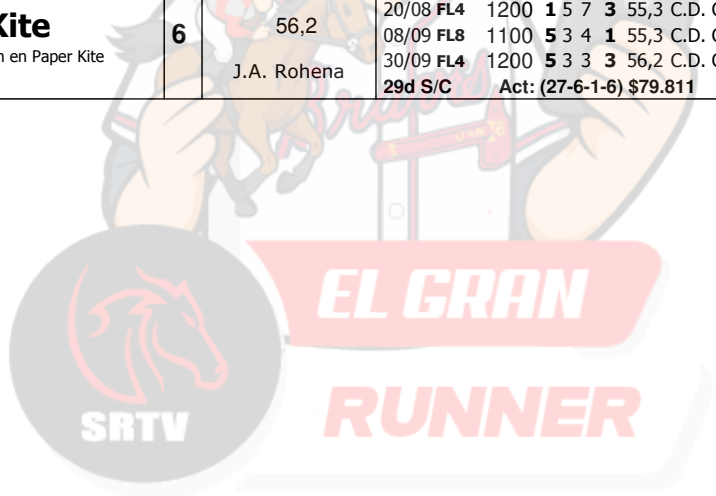 Kite
n en Paper Kite
6
56,2
J.A. Rohena
20/08 FL4 1200 1 5 7 3 55,3 C.D.
08/09 FL8 1100 5 3 4 1 55,3 C.D.
30/09 FL4 1200 5 3 3 3 56,2 C.D.
29d S/C Act: (27-6-1-6) $79.811
EL GRAN
RUNNER
SRTV